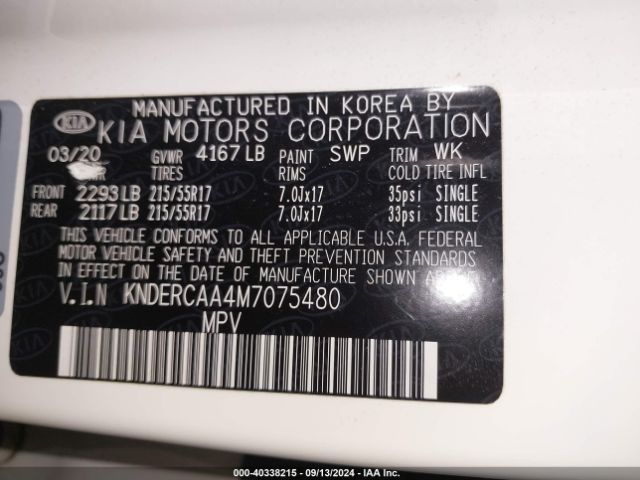 MANUFACTURED IN KOREA BY
KIA KIA MOTORS CORPORATION
03/20 GVWR 4167 LB PAINT SWP TRIM WK
TIRES RIMS COLD TIRE INFL
FRONT 2293 LB 215/55R17 7.0Jx17 35psi SINGLE
REAR 2117 LB 215/55R17 7.0Jx17 33psi SINGLE
THIS VEHICLE CONFORMS TO ALL APPLICABLE U.S.A. FEDERAL
MOTOR VEHICLE SAFETY AND THEFT PREVENTION STANDARDS
IN EFFECT ON THE DATE OF MANUFACTURE SHOWN ABOVE.
V.I.N KNDERCAA4M7075480
MPV
000-40338215 - 09/13/2024 - IAA Inc.